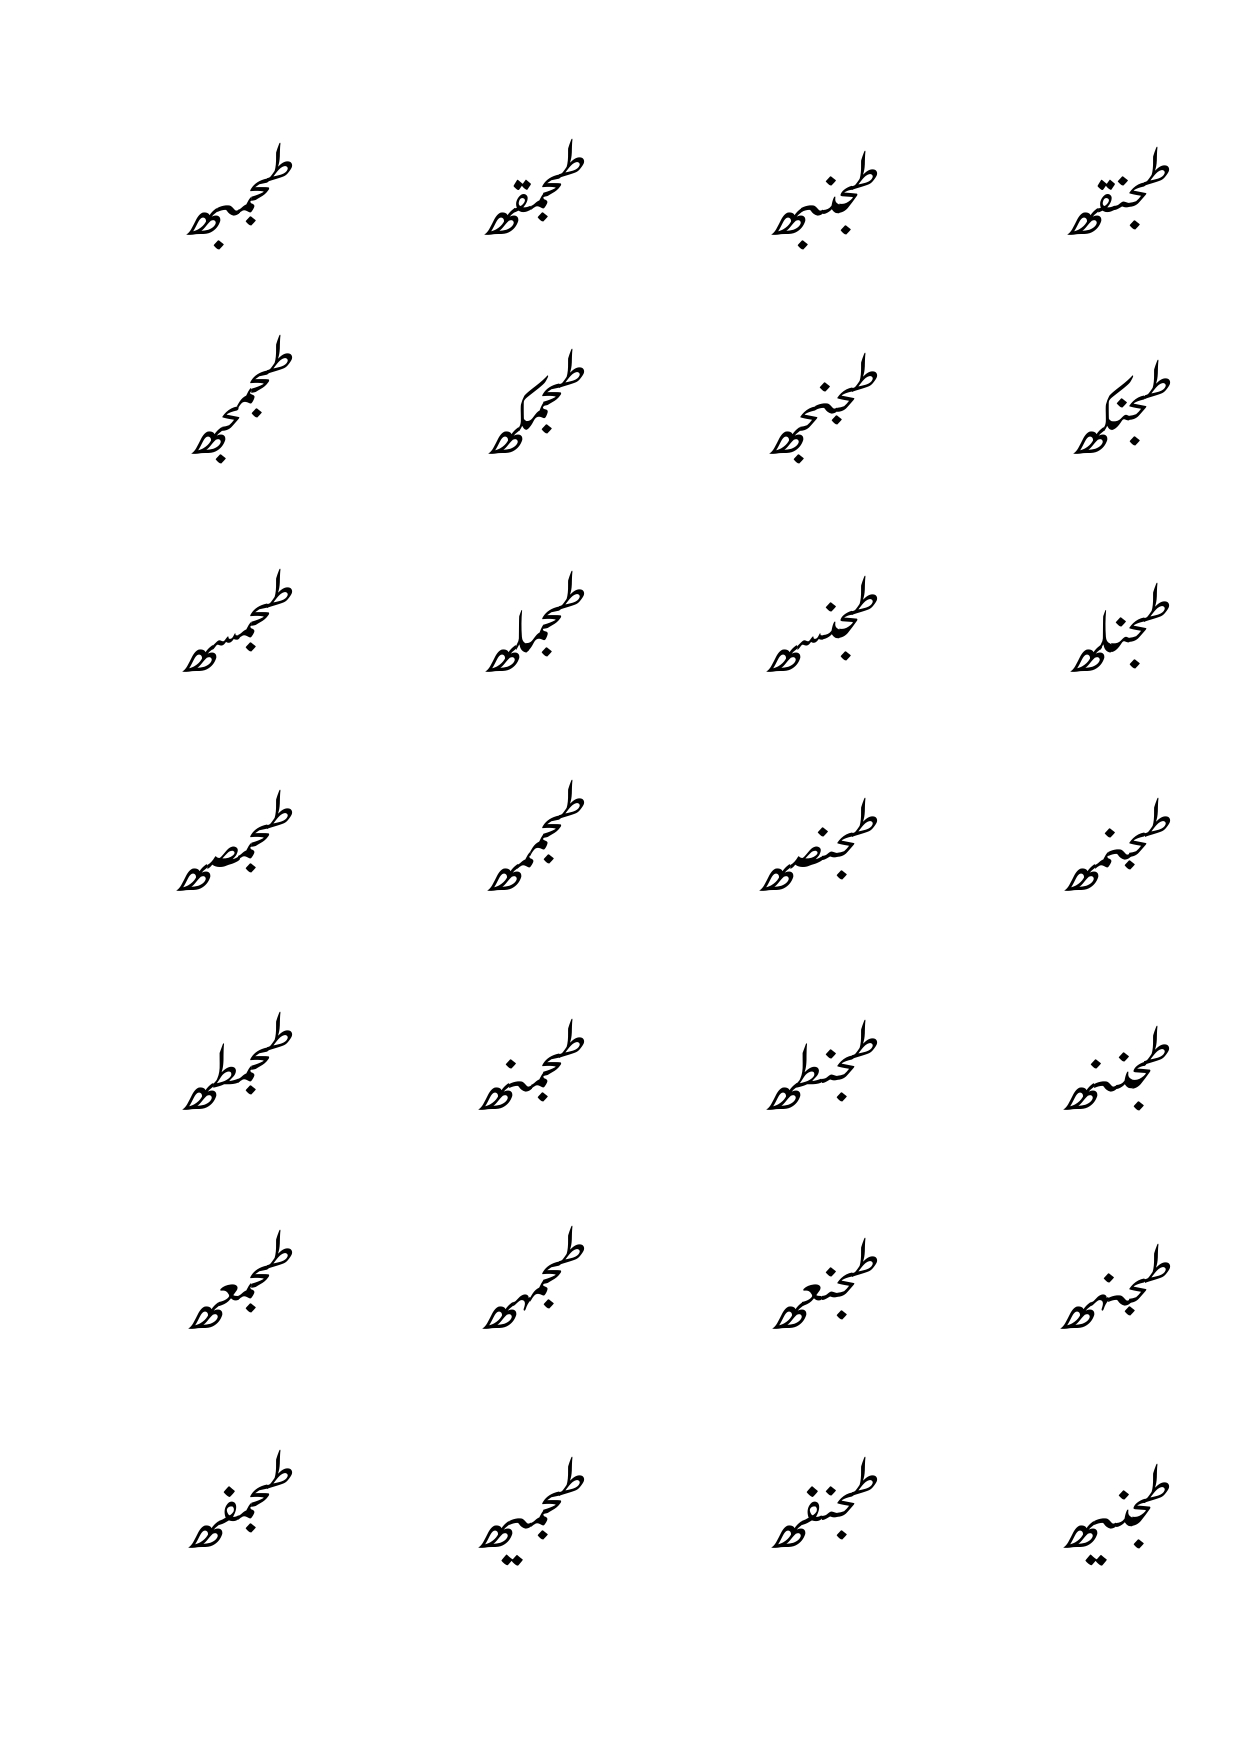 طجنقھ طجنبھ طجمقھ طجمبھ
طجنکھ طجنجھ طجمکھ طجمجھ
طجنلھ طجنسھ طجملھ طجمسھ
طجنمھ طجنصھ طجممھ طجمصھ
طجننھ طجنطھ طجمنھ طجمطھ
طجنہھ طجنعھ طجمہھ طجمعھ
طجنیھ طجنفھ طجمیھ طجمفھ